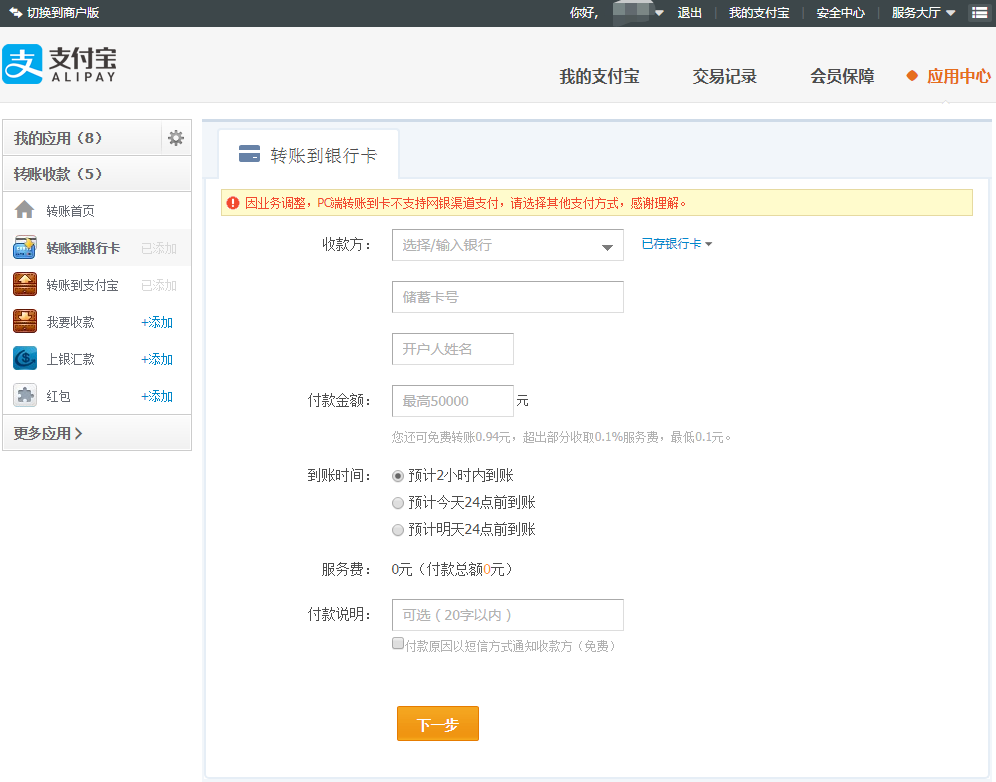 切换到商户版 你好, 退出 我的支付宝 安全中心 服务大厅
支付宝
ALIPAY
我的支付宝 交易记录 会员保障 应用中心
我的应用（8）
转账收款（5）
转账首页
转账到银行卡 已添加
转账到支付宝 已添加
我要收款 +添加
上银汇款 +添加
红包 +添加
更多应用
转账到银行卡
因业务调整，PC端转账到卡不支持网银渠道支付，请选择其他支付方式，感谢理解。
收款方： 选择/输入银行 已存银行卡
储蓄卡号
开户人姓名
付款金额： 最高50000 元
您还可免费转账0.94元，超出部分收取0.1%服务费，最低0.1元。
到账时间： 预计2小时内到账
预计今天24点前到账
预计明天24点前到账
服务费： 0元（付款总额0元）
付款说明： 可选（20字以内）
付款原因以短信方式通知收款方（免费）
下一步